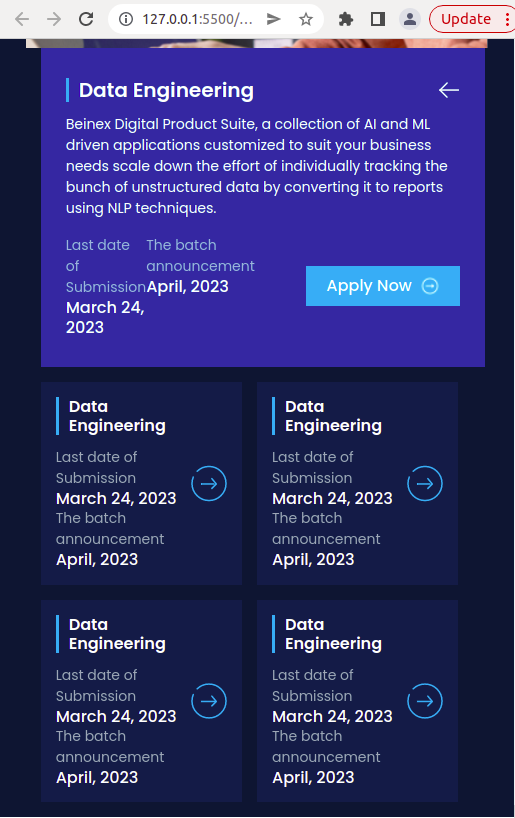 127.0.0.1:5500/...
Update
Data Engineering
Beinex Digital Product Suite, a collection of AI and ML
driven applications customized to suit your business
needs scale down the effort of individually tracking the
bunch of unstructured data by converting it to reports
using NLP techniques.
Last date
of
Submission
March 24,
2023
The batch
announcement
April, 2023
Apply Now
Data
Engineering
Last date of
Submission
March 24, 2023
The batch
announcement
April, 2023
Data
Engineering
Last date of
Submission
March 24, 2023
The batch
announcement
April, 2023
Data
Engineering
Last date of
Submission
March 24, 2023
The batch
announcement
April, 2023
Data
Engineering
Last date of
Submission
March 24, 2023
The batch
announcement
April, 2023